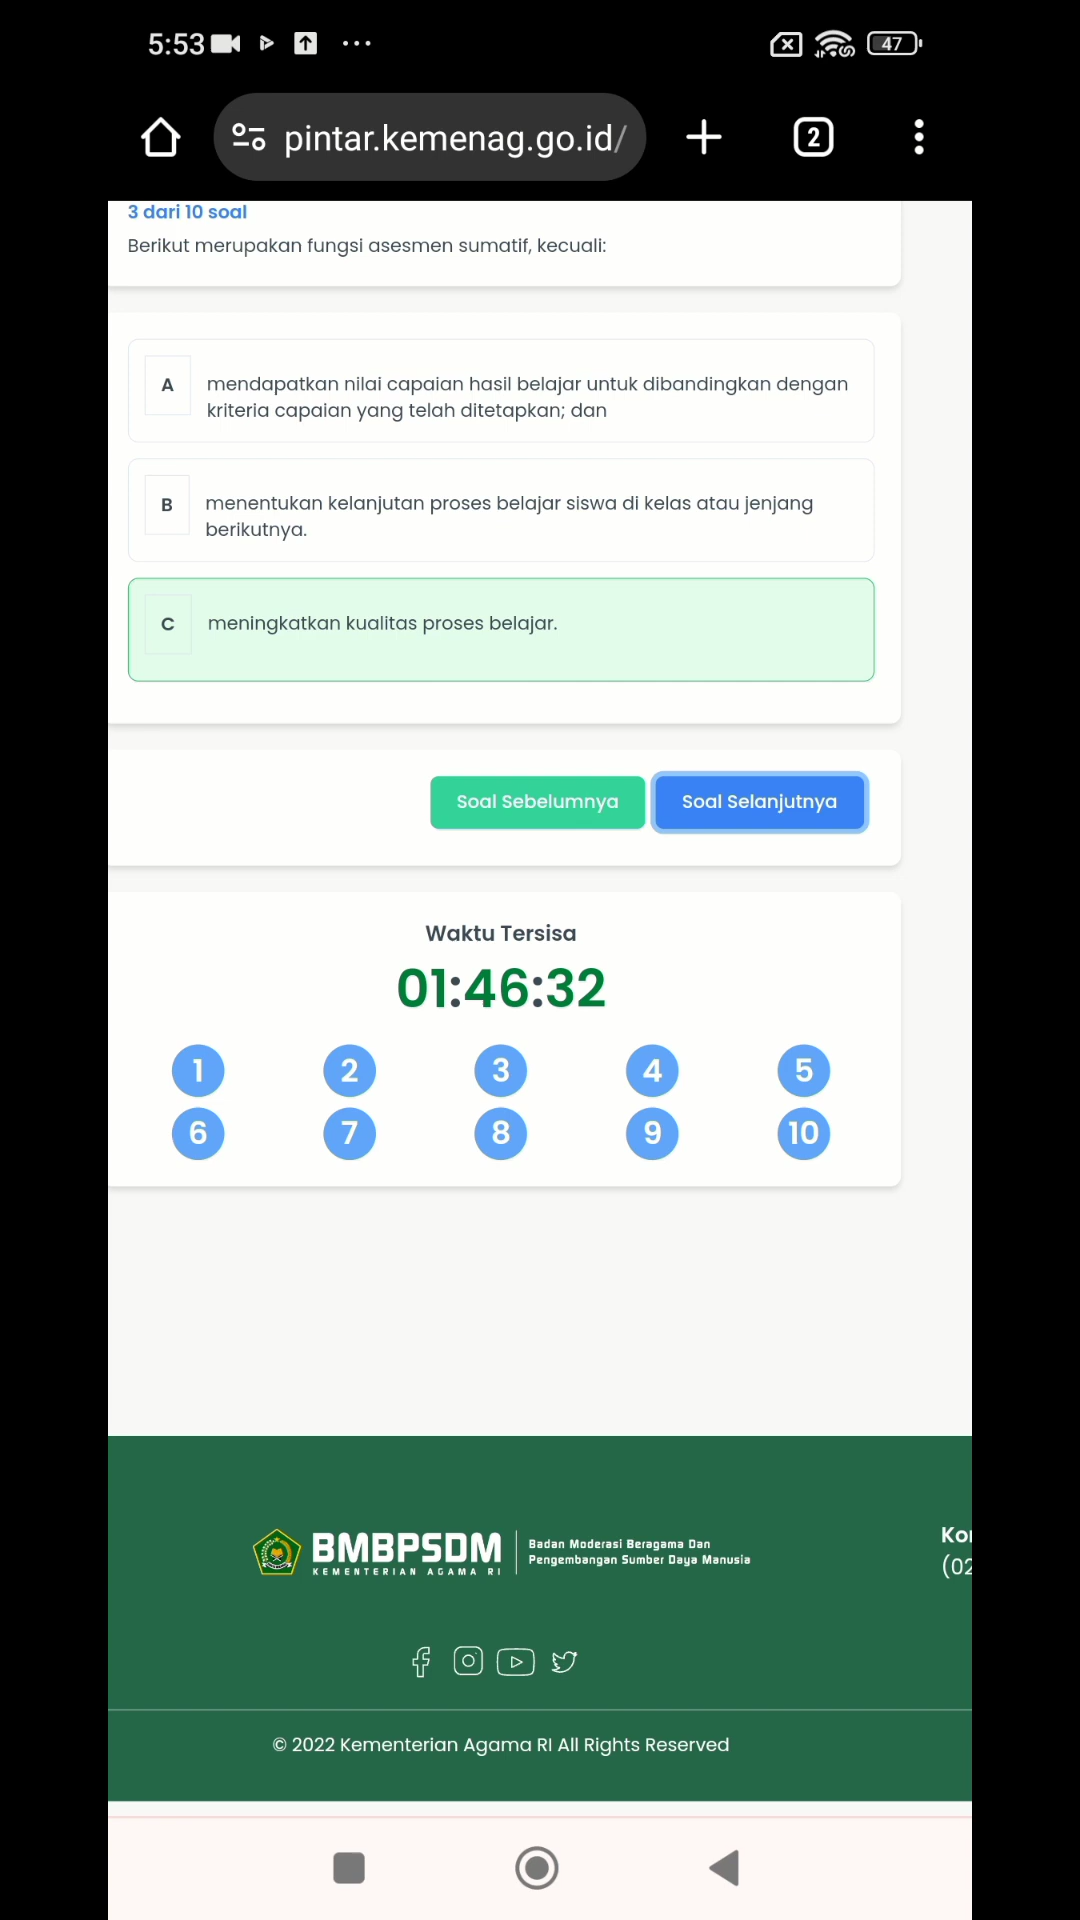 5:53
47
pintar.kemenag.go.id/
2
3 dari 10 soal
Berikut merupakan fungsi asesmen sumatif, kecuali:
A
mendapatkan nilai capaian hasil belajar untuk dibandingkan dengan
kriteria capaian yang telah ditetapkan; dan
B
menentukan kelanjutan proses belajar siswa di kelas atau jenjang
berikutnya.
C
meningkatkan kualitas proses belajar.
Soal Sebelumnya
Soal Selanjutnya
Waktu Tersisa
01:46:32
1 2 3 4 5
6 7 8 9 10
BMBPSDM
KEMENTERIAN AGAMA RI
Badan Moderasi Beragama Dan
Pengembangan Sumber Daya Manusia
(02
© 2022 Kementerian Agama RI All Rights Reserved